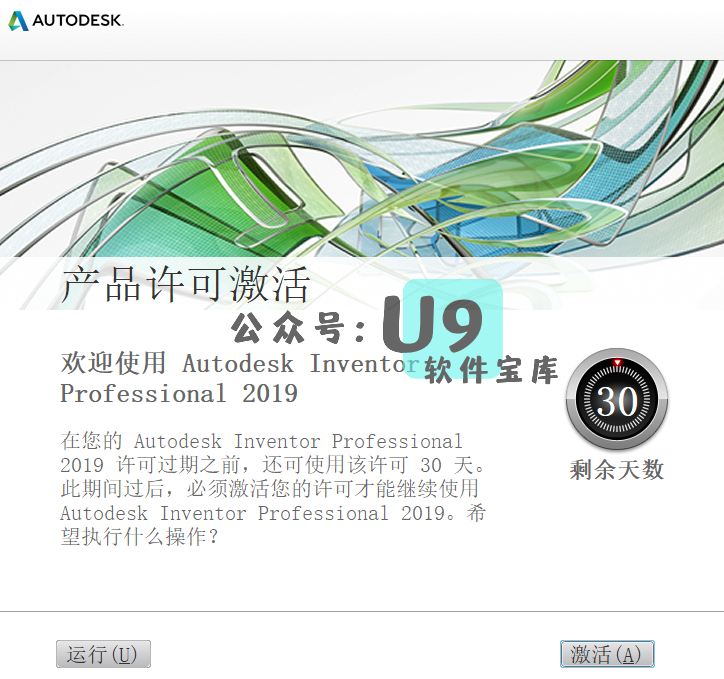 AUTODESK.
产品许可激活
公众号：U9
软件宝库
欢迎使用 Autodesk Inventor
Professional 2019
30
剩余天数
在您的 Autodesk Inventor Professional
2019 许可过期之前，还可使用该许可 30 天。
此期间过后，必须激活您的许可才能继续使用
Autodesk Inventor Professional 2019。希
望执行什么操作？
运行(U)
激活(A)